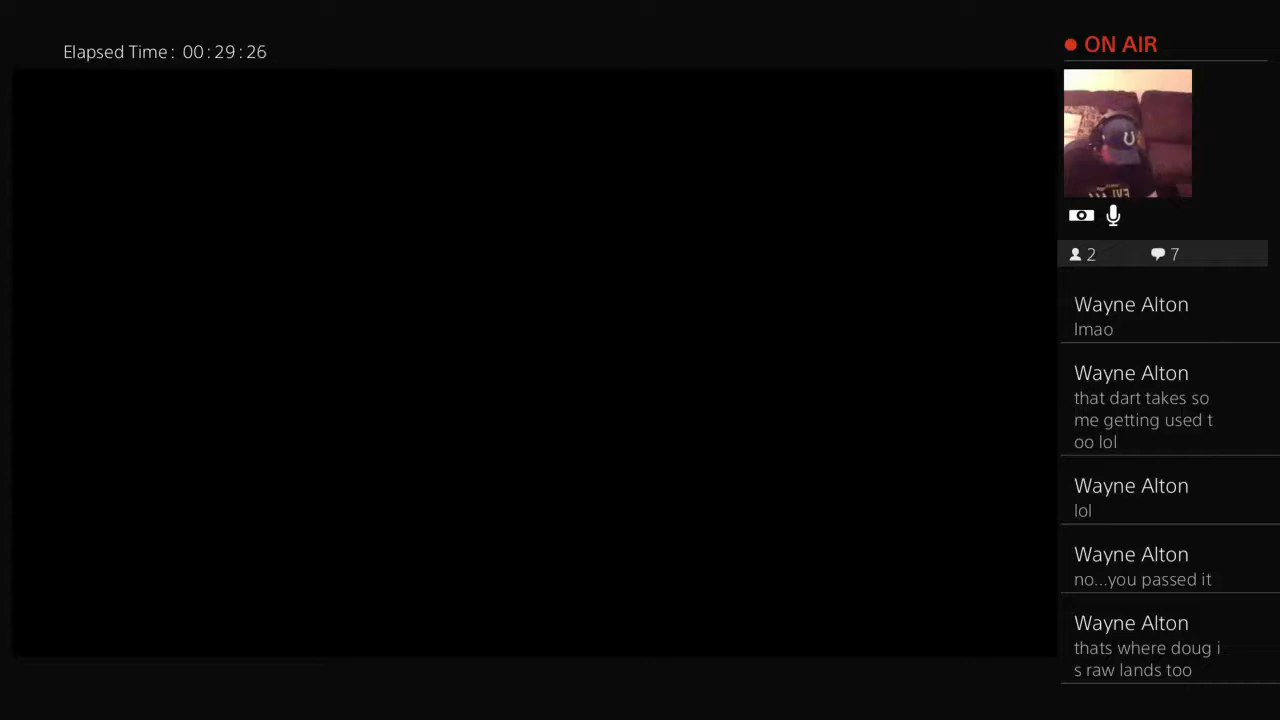 Elapsed Time: 00:29:26
ON AIR
2 7
Wayne Alton
lmao
Wayne Alton
that dart takes so
me getting used t
oo lol
Wayne Alton
lol
Wayne Alton
no...you passed it
Wayne Alton
thats where doug i
s raw lands too